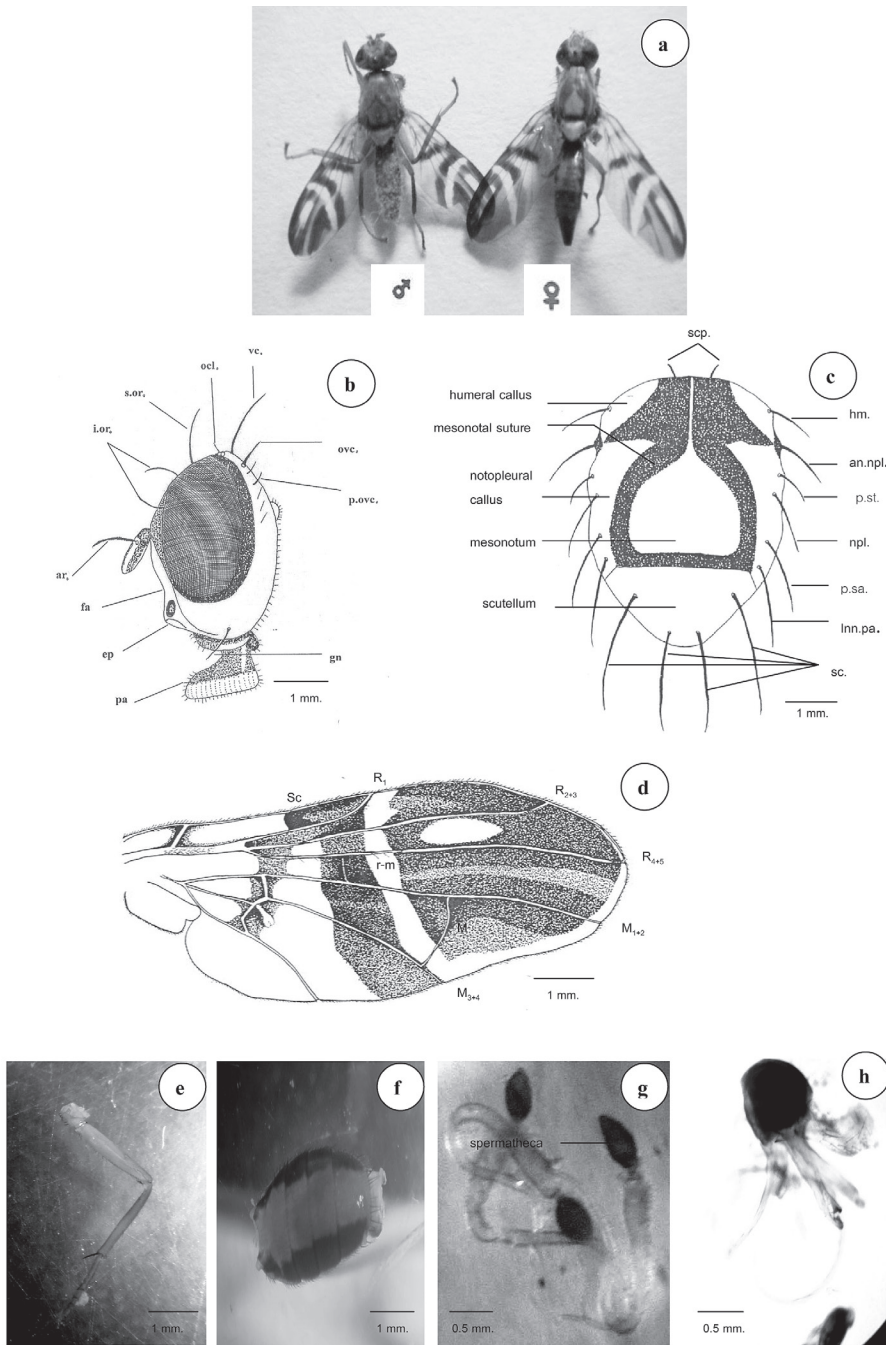 a
♂
♀
b
vc.
ocl.
s.or.
i.or.
ovc.
p.ovc.
ar.
fa
ep
gn
pa
1 mm.
c
scp.
humeral callus
mesonotal suture
notopleural
callus
mesonotum
scutellum
hm.
an.npl.
p.st.
npl.
p.sa.
Inn.pa.
sc.
1 mm.
d
Sc
R1
R2+3
R4+5
r-m
M
M1+2
M3+4
1 mm.
e
1 mm.
f
1 mm.
g
spermatheca
0.5 mm.
h
0.5 mm.